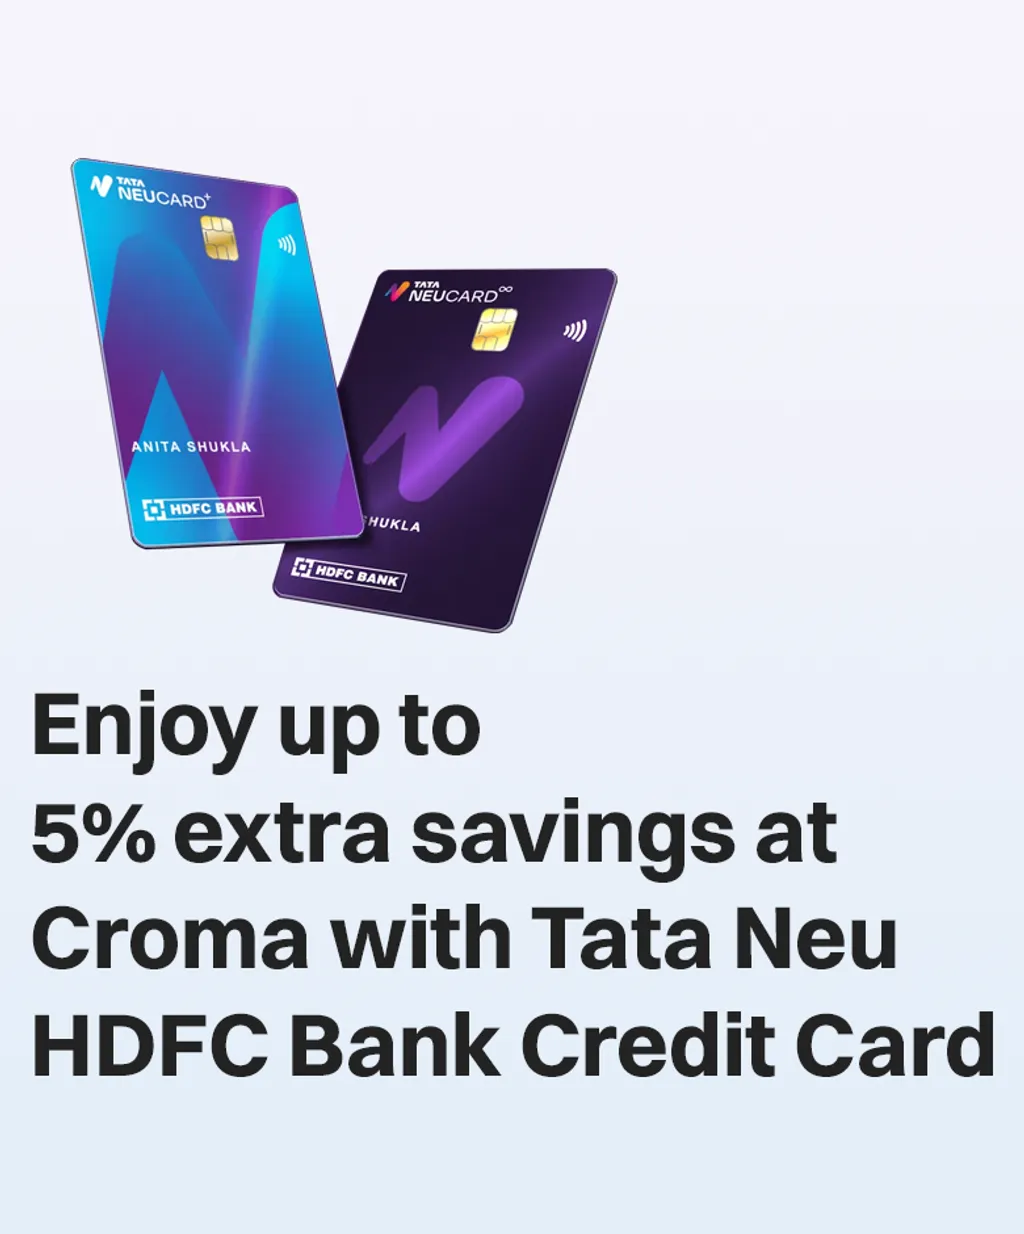 TATA
NEUCARD+
ANITA SHUKLA
HDFC BANK
TATA
NEUCARD∞
SHUKLA
HDFC BANK
Enjoy up to
5% extra savings at
Croma with Tata Neu
HDFC Bank Credit Card